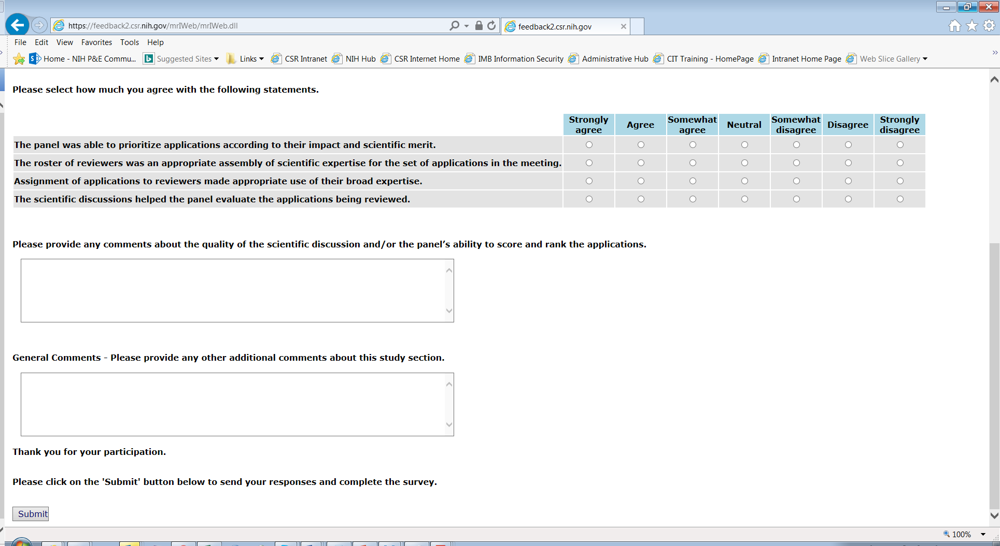 https://feedback2.csr.nih.gov/mrIWeb/mrIWeb.dll
feedback2.csr.nih.gov
File Edit View Favorites Tools Help
Home - NIH P&E Commu... Suggested Sites Links CSR Intranet NIH Hub CSR Internet Home IMB Information Security Administrative Hub CIT Training - HomePage Intranet Home Page Web Slice Gallery
Please select how much you agree with the following statements.
Strongly agree Agree Somewhat agree Neutral Somewhat disagree Disagree Strongly disagree
The panel was able to prioritize applications according to their impact and scientific merit.
The roster of reviewers was an appropriate assembly of scientific expertise for the set of applications in the meeting.
Assignment of applications to reviewers made appropriate use of their broad expertise.
The scientific discussions helped the panel evaluate the applications being reviewed.
Please provide any comments about the quality of the scientific discussion and/or the panel’s ability to score and rank the applications.
General Comments - Please provide any other additional comments about this study section.
Thank you for your participation.
Please click on the 'Submit' button below to send your responses and complete the survey.
Submit
100%